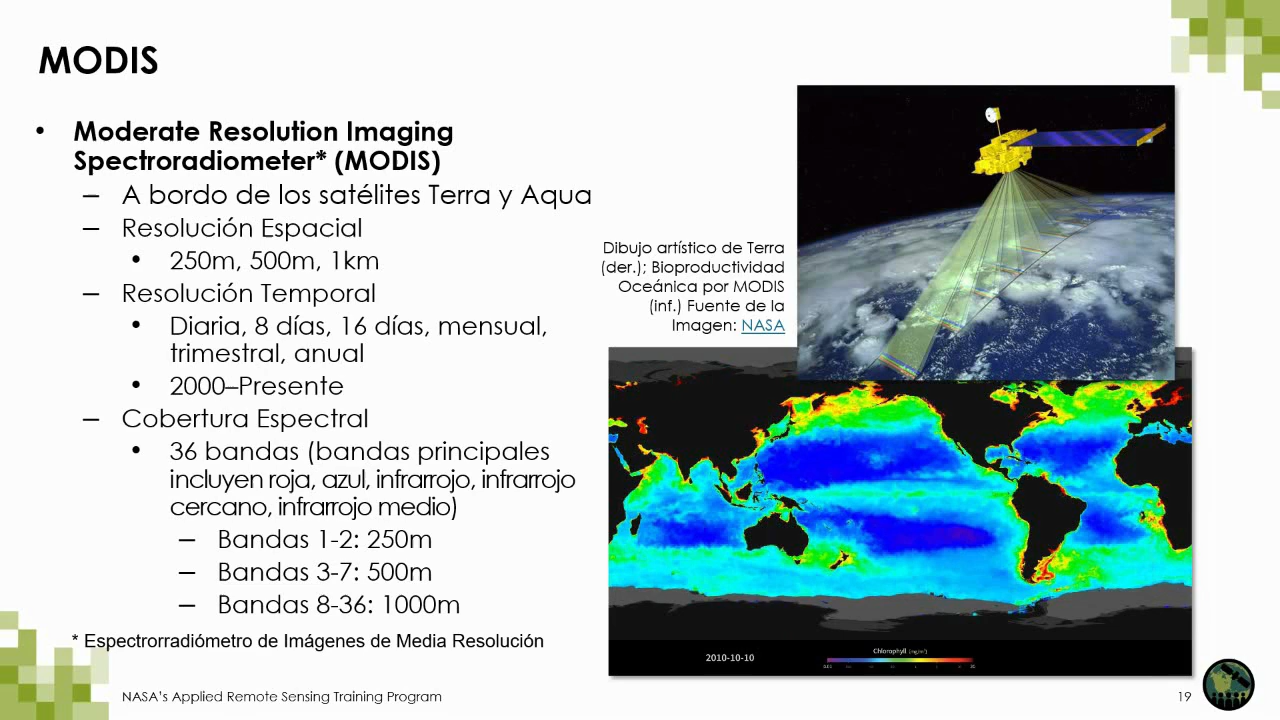 MODIS
• Moderate Resolution Imaging
Spectroradiometer* (MODIS)
– A bordo de los satélites Terra y Aqua
– Resolución Espacial
• 250m, 500m, 1km
– Resolución Temporal
• Diaria, 8 días, 16 días, mensual,
trimestral, anual
• 2000–Presente
– Cobertura Espectral
• 36 bandas (bandas principales
incluyen roja, azul, infrarrojo, infrarrojo
cercano, infrarrojo medio)
– Bandas 1-2: 250m
– Bandas 3-7: 500m
– Bandas 8-36: 1000m
* Espectrorradiómetro de Imágenes de Media Resolución
Dibujo artístico de Terra
(der.); Bioproductividad
Oceánica por MODIS
(inf.) Fuente de la
Imagen: NASA
2010-10-10
Chlorophyll (mg/m³)
NASA's Applied Remote Sensing Training Program
19